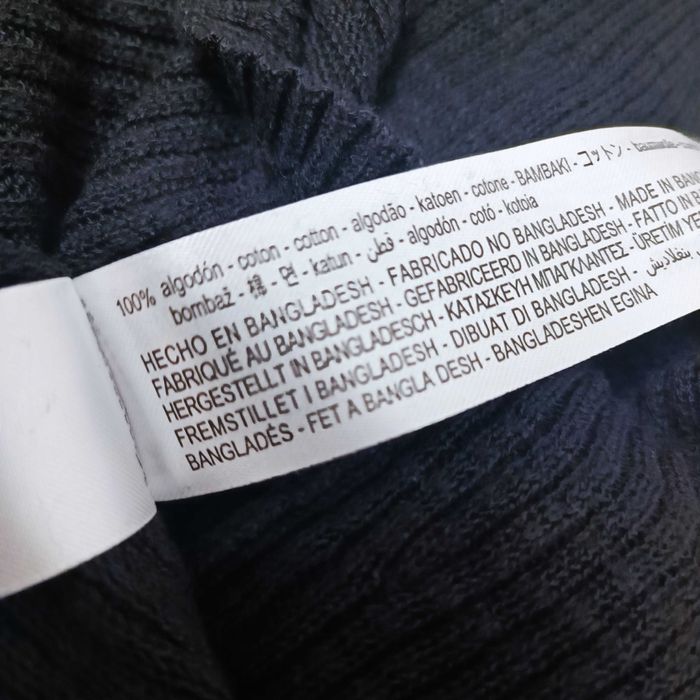 100% algodón - coton - cotton - algodão - katoen - cotone - BAMBAKI - コットン -
bombaž - 棉 - 면 - katun - قطن - algodón - cotó - kotoia
HECHO EN BANGLADESH - FABRICADO NO BANGLADESH - MADE IN
FABRIQUÉ AU BANGLADESH - GEFABRICEERD IN BANGLADESH - FATTO IN
HERGESTELLT IN BANGLADESCH - ΚΑΤΑΣΚΕΥΗ ΜΠΑΓΚΛΑΝΤΕΣ - ÜRETIM
FREMSTILLET I BANGLADESH - DIBUAT DI BANGLADESH - بنغلاديش
BANGLADÉS - FET A BANGLA DESH - BANGLADESHEN EGINA